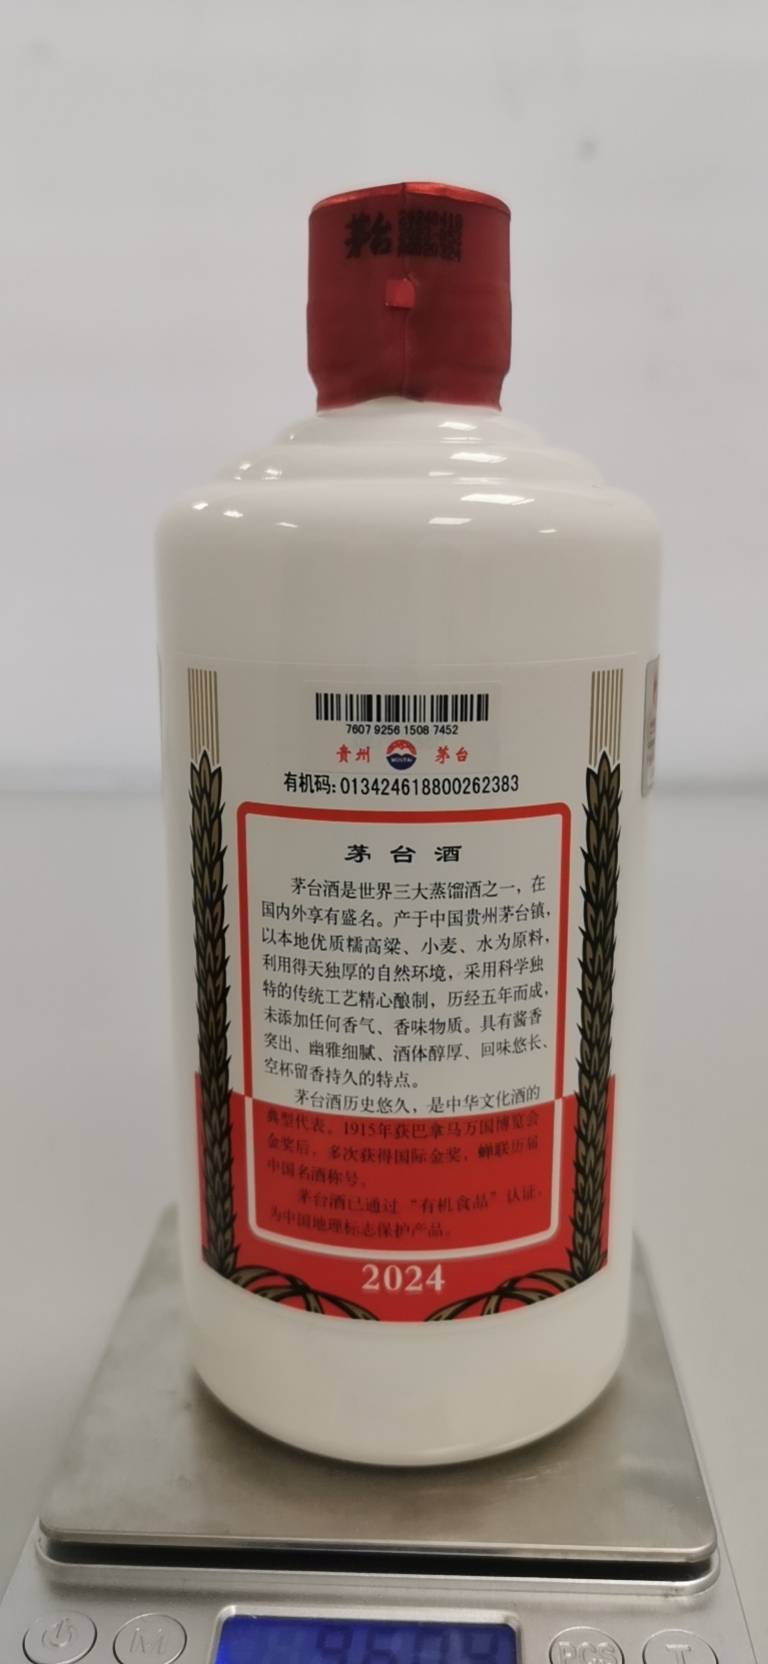 茅台
7607 9256 1508 7452
贵州 MOUTAI 茅台
有机码:013424618800262383
茅台酒
茅台酒是世界三大蒸馏酒之一，在
国内外享有盛名。产于中国贵州茅台镇，
以本地优质糯高粱、小麦、水为原料，
利用得天独厚的自然环境，采用科学独
特的传统工艺精心酿制，历经五年而成，
未添加任何香气、香味物质。具有酱香
突出、幽雅细腻、酒体醇厚、回味悠长、
空杯留香持久的特点。
茅台酒历史悠久，是中华文化酒的
典型代表。1915年获巴拿马万国博览会
金奖后，多次获得国际金奖，蝉联历届
中国名酒称号。
茅台酒已通过“有机食品”认证，
为中国地理标志保护产品。
2024
M
PCS
T